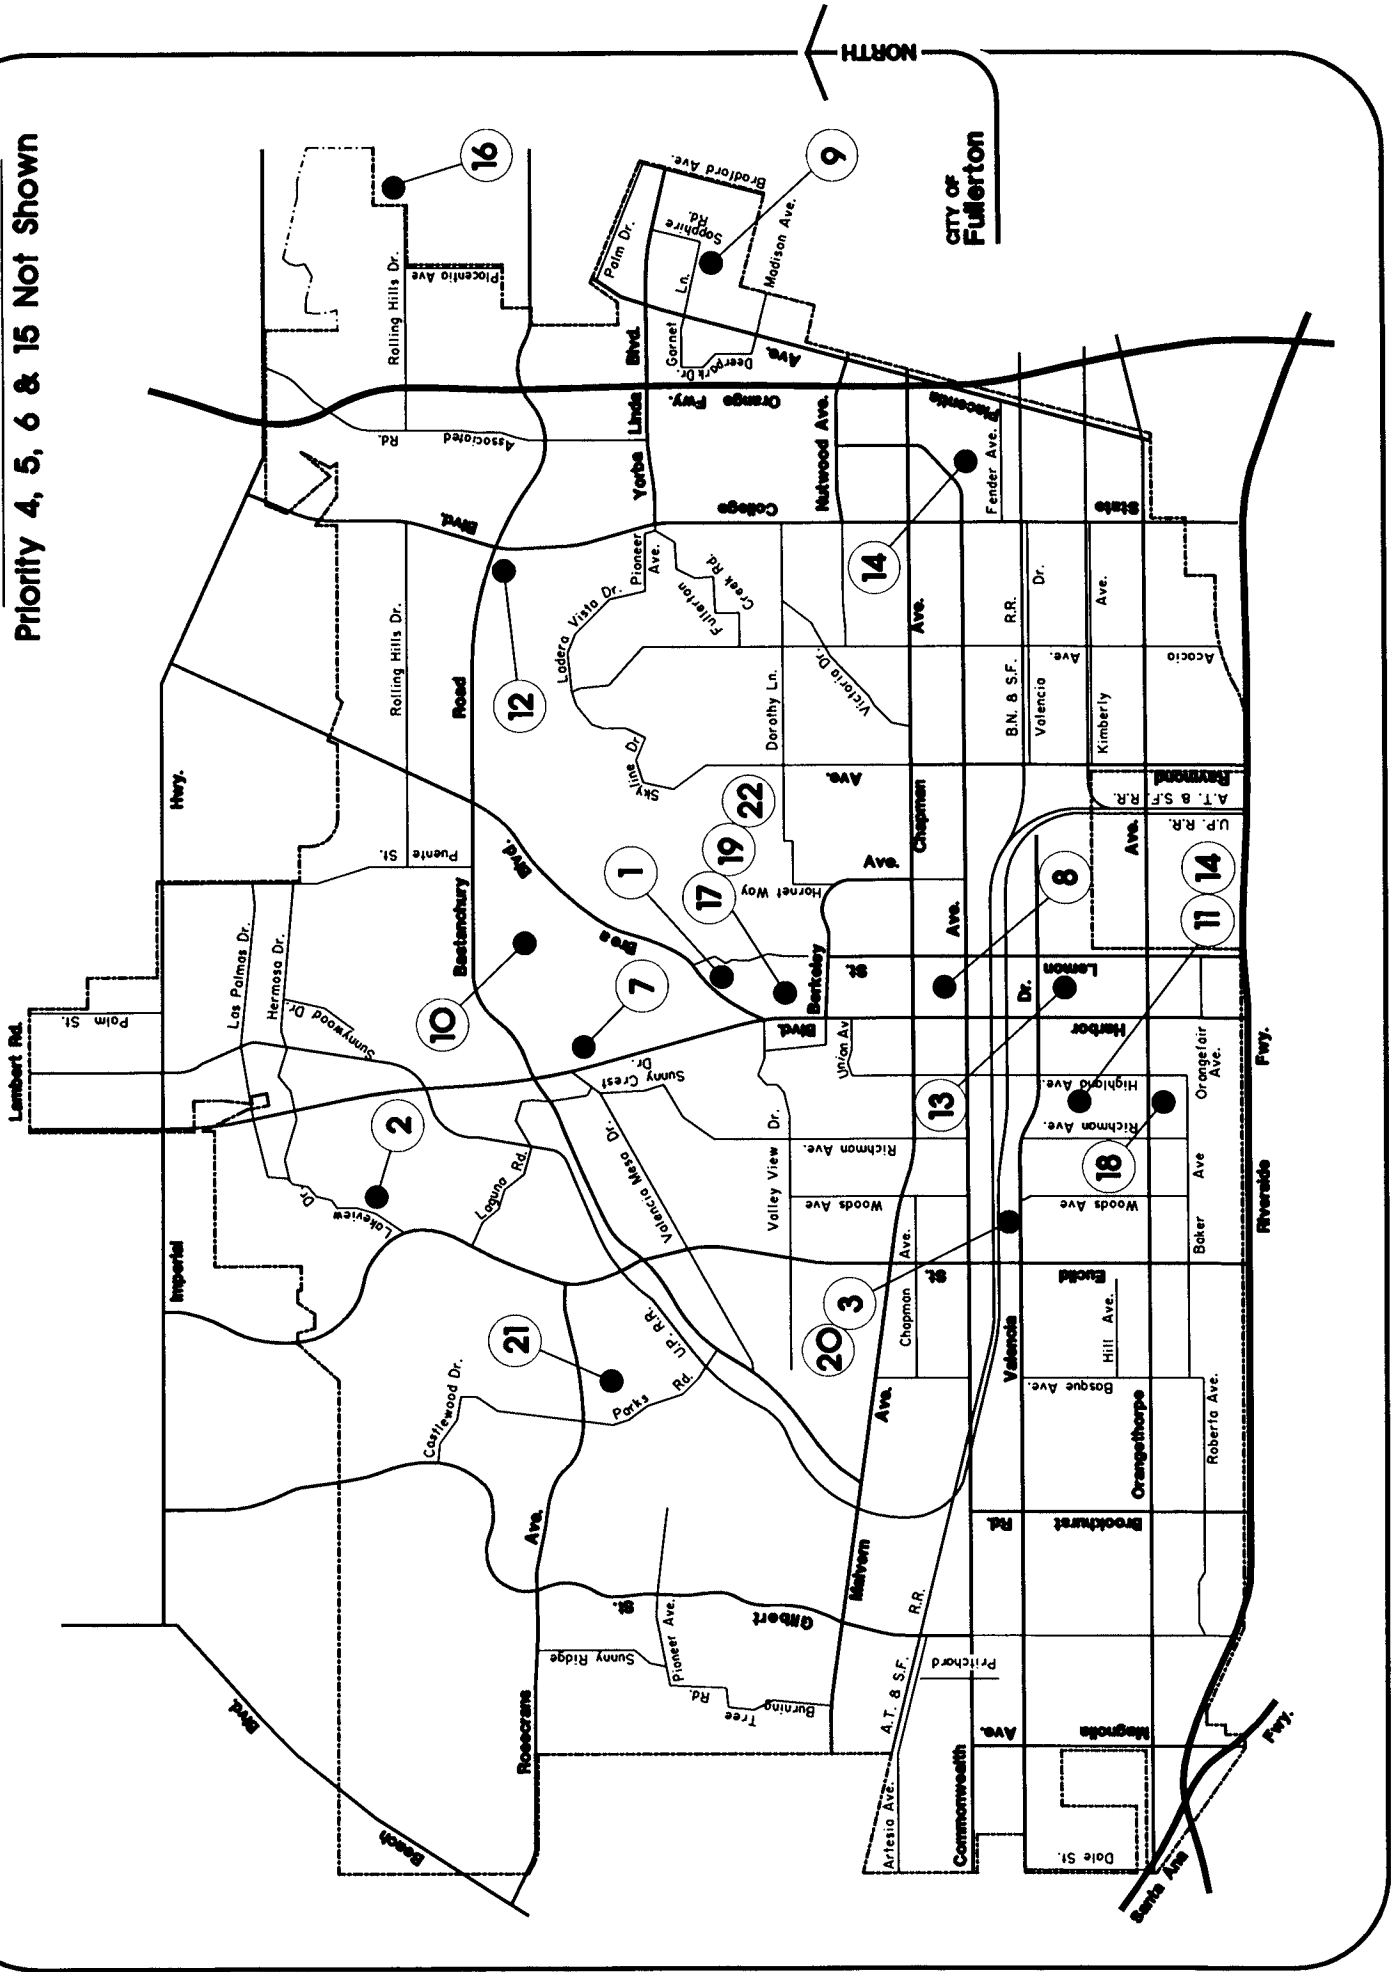 Priority 4, 5, 6 & 15 Not Shown
NORTH
CITY OF
Fullerton
Lambert Rd.
Palm St.
Imperial
Hwy.
Las Palmas Dr.
Hermosa Dr.
Sunnywood Dr.
Lakeview
Dr.
Laguna Rd.
Puente St.
Rolling Hills Dr.
Rolling Hills Dr.
Placentia Ave
Associated
Rd.
Bastanchury
Road
Brea
Blvd.
College
Blvd.
State
Yorba
Linda
Blvd.
Palm Dr.
Bradford Ave.
Sapphire
Rd.
Garnet
Ln.
Deerpark Dr.
Madison Ave.
Placentia
Ave.
Orange Fwy.
Nutwood Ave.
Pioneer
Ave.
Ladera Vista Dr.
Fullerton
Creek Rd.
Skyline Dr
Dorothy Ln.
Victoria Dr.
Hornet Way
Raymond
Ave.
Acacia
Ave.
Chapman
Ave.
Ave.
Berkeley
Ave.
Fender Ave.
B.N. & S.F.
R.R.
Valencia
Dr.
Kimberly
Ave.
A.T. & S.F. R.R.
U.P. R.R.
Lemon
St.
Harbor
Blvd.
Union Av
Highland Ave.
Richman Ave.
Richman Ave.
Orangefair
Ave.
Sunny Crest
Dr.
Valencia Mesa Dr.
Valley View
Dr.
Woods Ave
Woods Ave
Baker
Ave
Chapman
Ave.
Euclid
St.
Hill Ave.
Basque Ave.
Roberta Ave.
Valencia
Dr.
Orangethorpe
Ave.
Riverside
Fwy.
U.P. R.R.
Parks
Rd.
Castlewood Dr.
Rosecrans
Ave.
Malvern
Ave.
Commonwealth
Ave.
Brookhurst
Rd.
Gilbert
St.
Pioneer Ave.
Sunny Ridge
Burning
Tree
Rd.
A.T. & S.F.
R.R.
Pritchard
Artesia Ave.
Magnolia
Ave.
Dale St.
Santa Ana
Fwy.
Beach
Blvd.
16
9
14
12
22
19
17
1
7
10
2
21
8
13
14
11
18
3
20